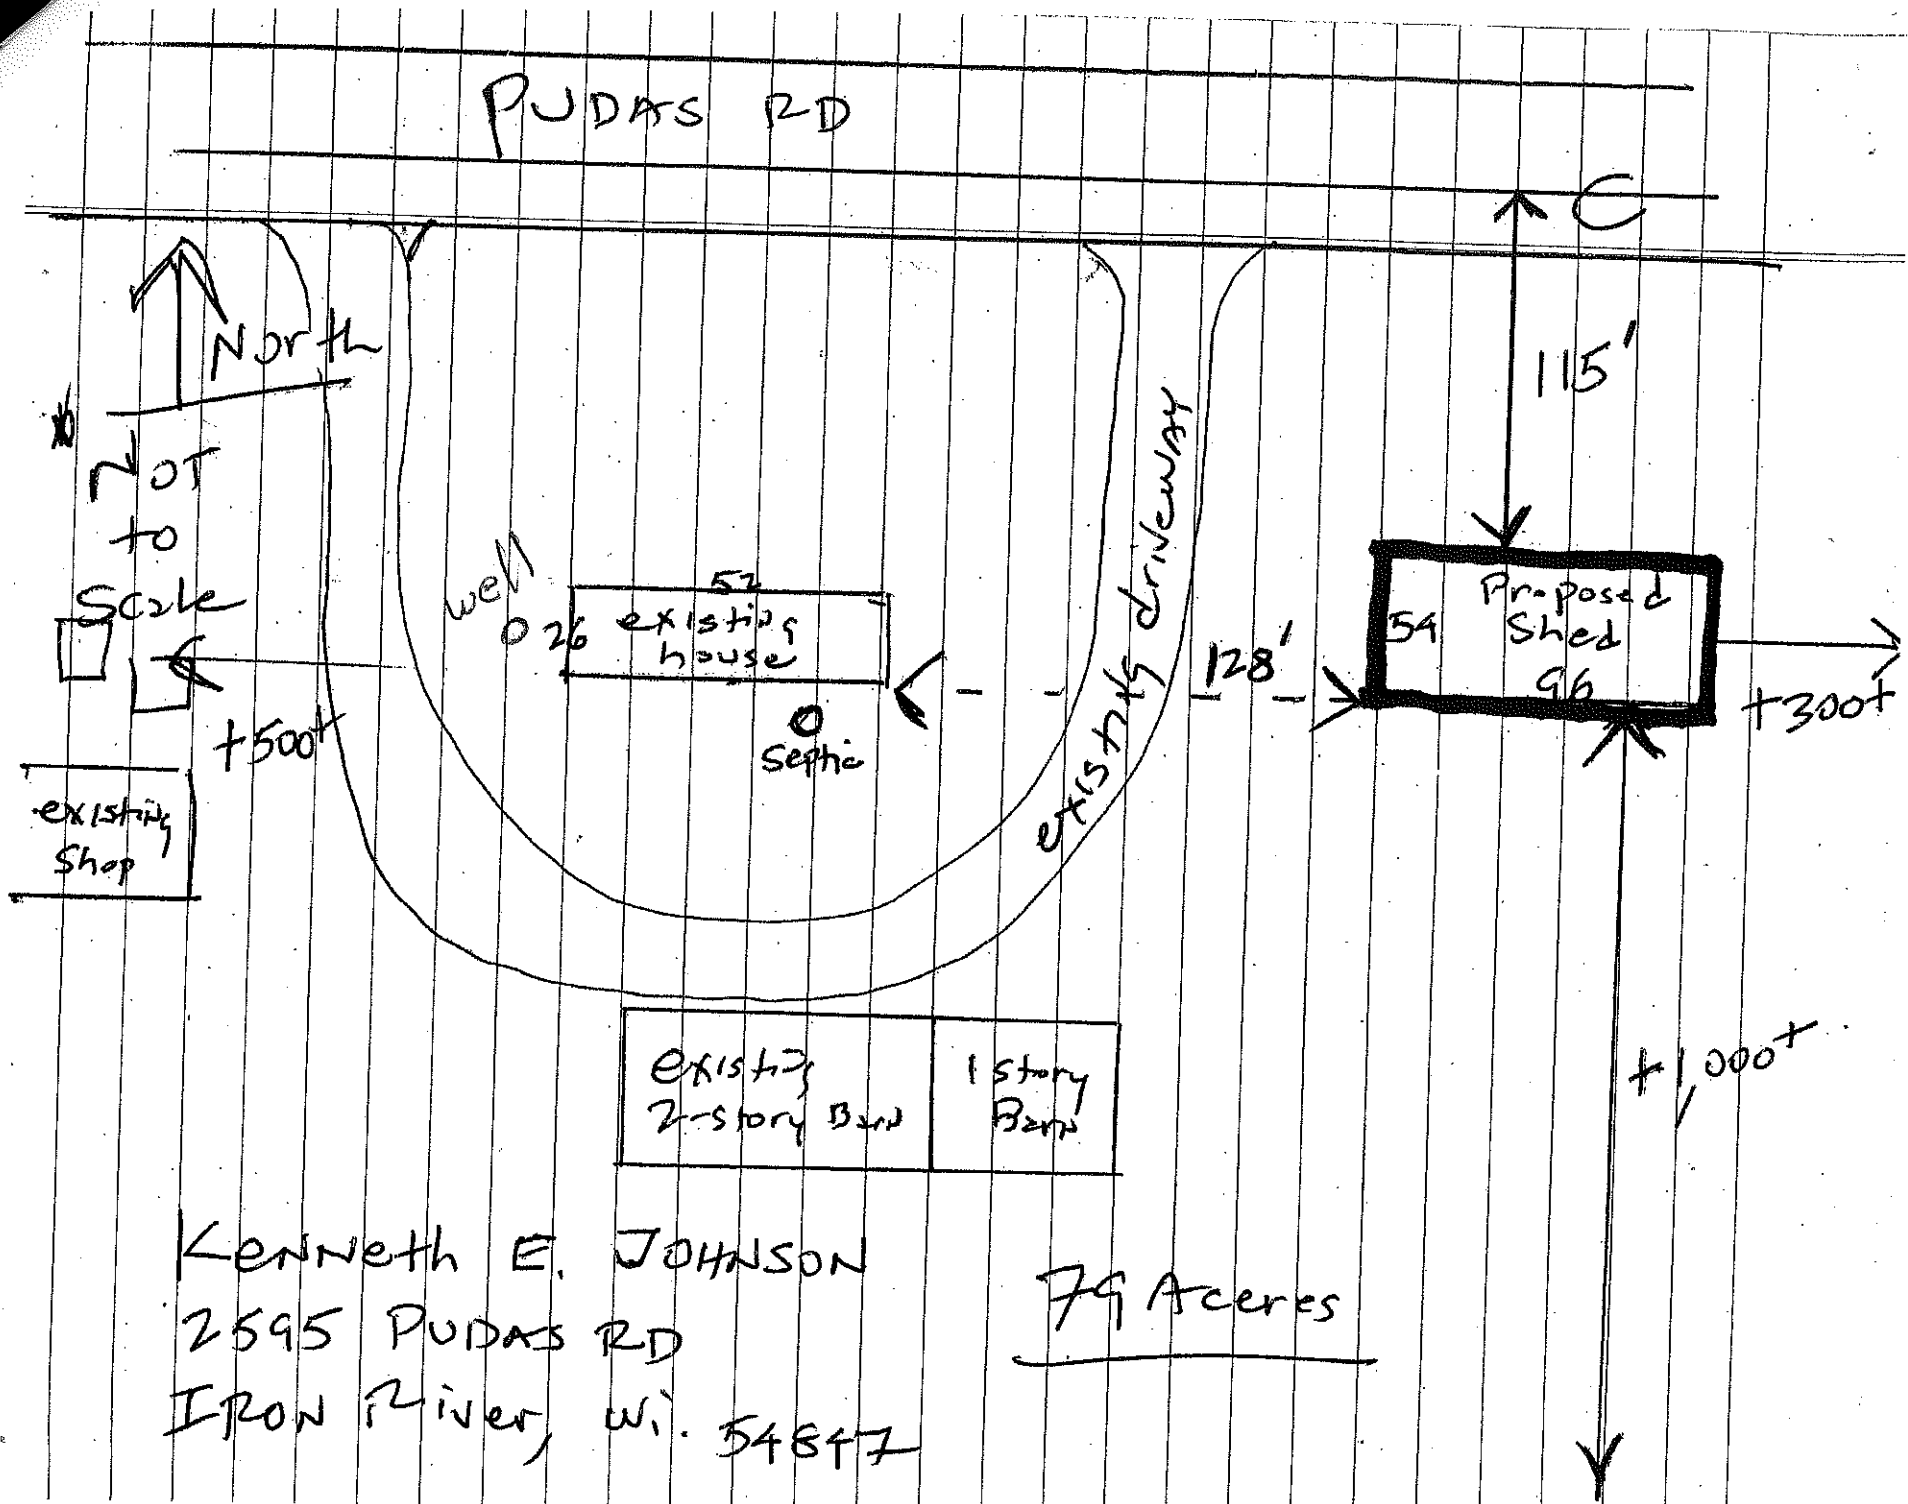 PUDAS RD
C
North
115'
NOT
to
Scale
existing driveway
well
52
26
existing
house
Septic
128'
Proposed
Shed
54
96
+300+
+500+
existing
Shop
existing
2-story Barn
1 story
Barn
+1,000+
KENNeth E. JOHNSON
2595 PUDAS RD
IRON River, Wi. 54847
79 Aceres